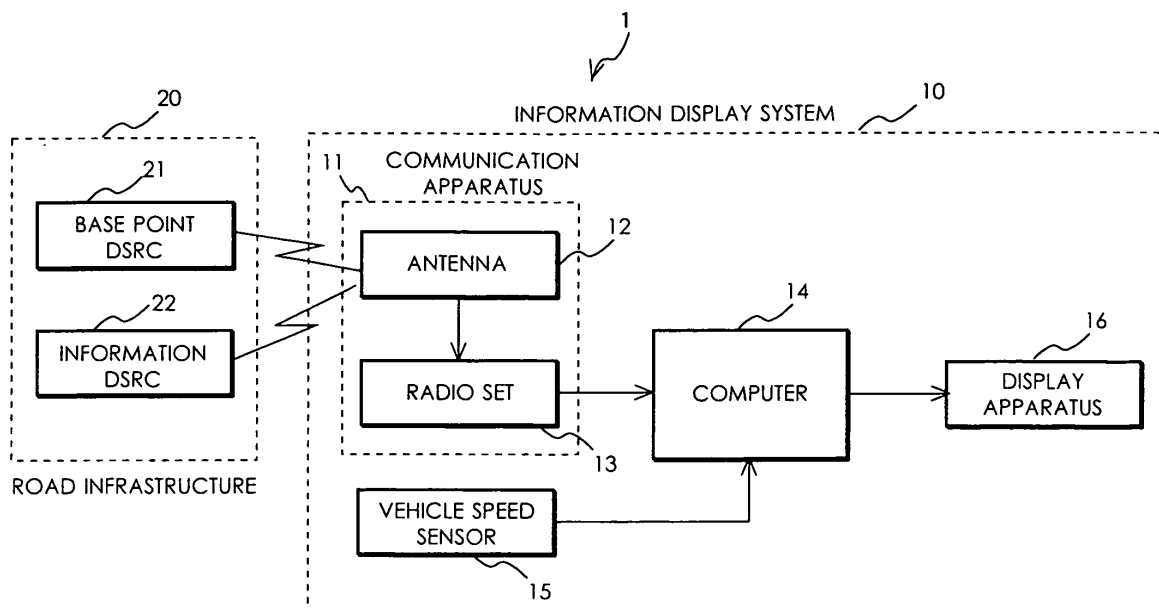 1
INFORMATION DISPLAY SYSTEM
10
20
21
BASE POINT
DSRC
22
INFORMATION
DSRC
ROAD INFRASTRUCTURE
COMMUNICATION
APPARATUS
11
ANTENNA
12
RADIO SET
13
14
COMPUTER
16
DISPLAY
APPARATUS
VEHICLE SPEED
SENSOR
15